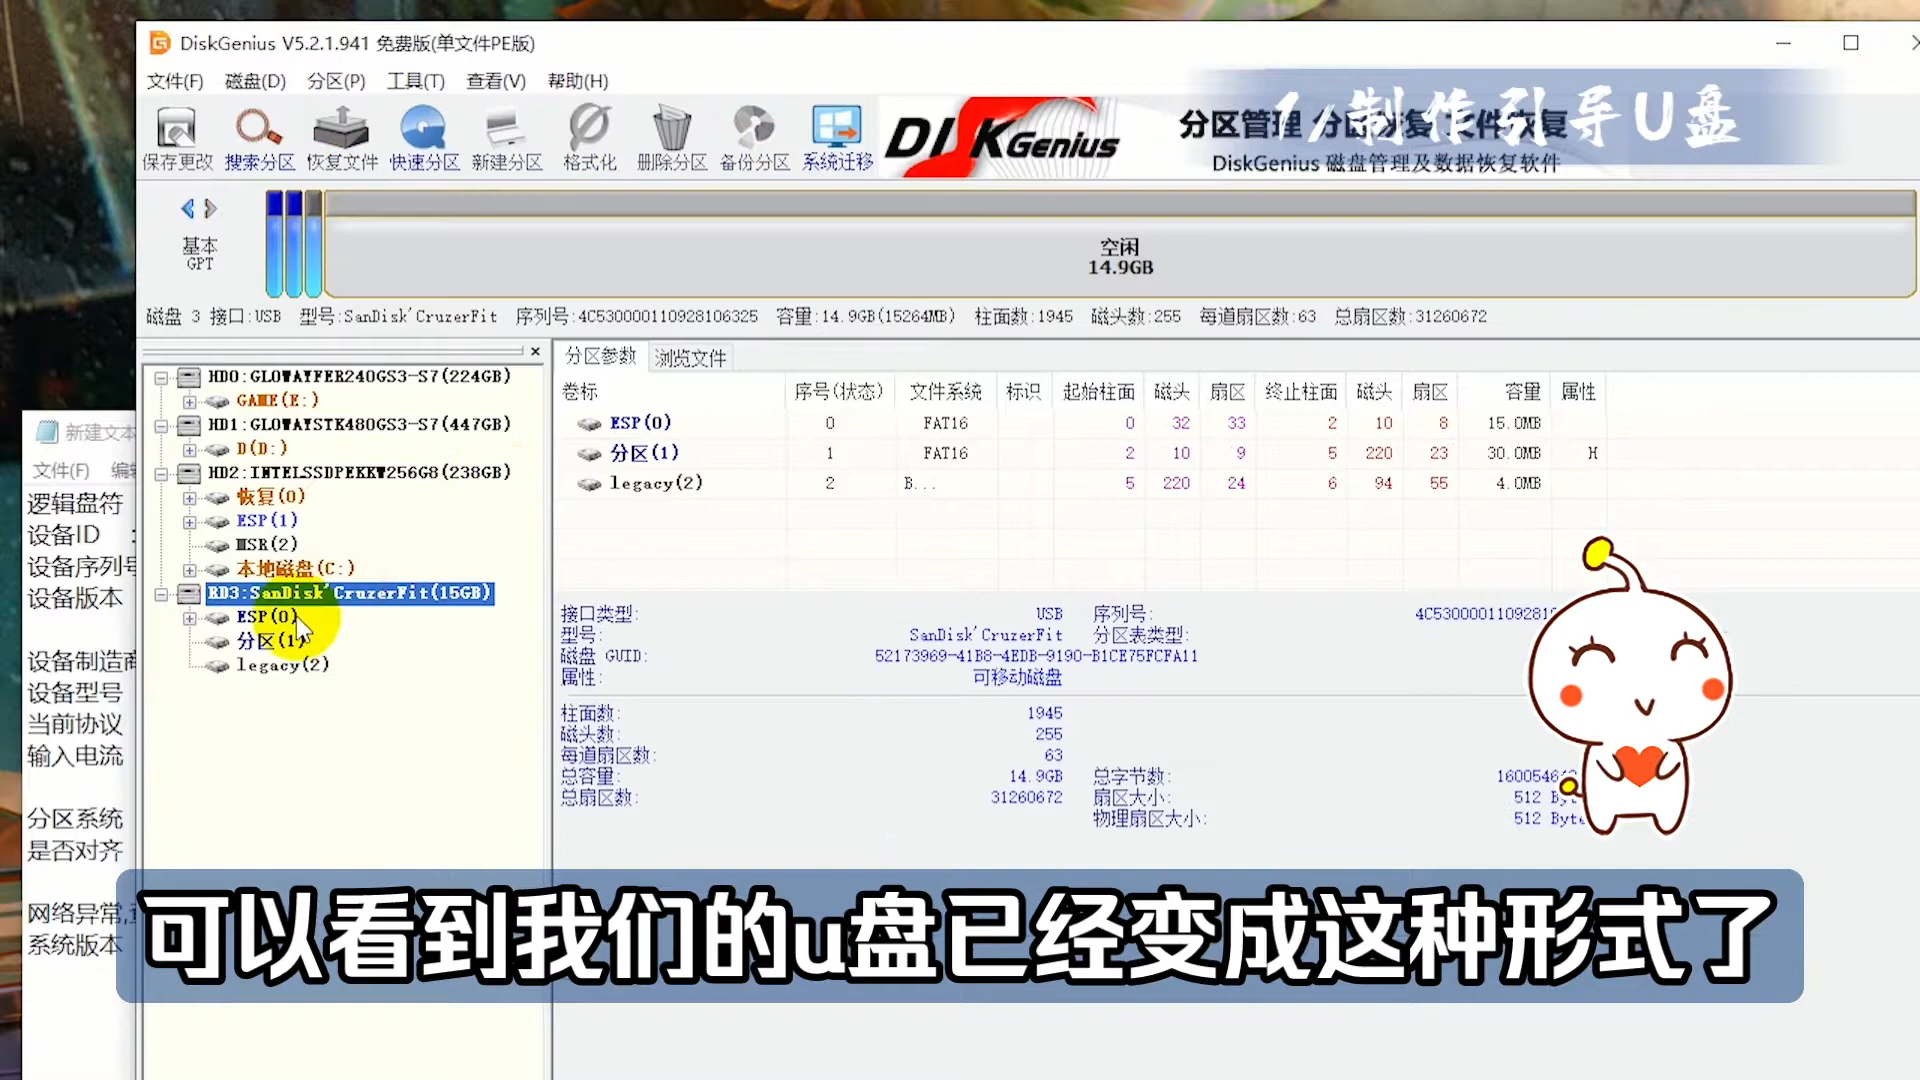 DiskGenius V5.2.1.941 免费版(单文件PE版)
文件(F) 磁盘(D) 分区(P) 工具(T) 查看(V) 帮助(H)
保存更改 搜索分区 恢复文件 快速分区 新建分区 格式化 删除分区 备份分区 系统迁移
DISKGenius
1/制作引导U盘
DiskGenius 磁盘管理及数据恢复软件
基本
GPT
空闲
14.9GB
磁盘 3 接口:USB 型号:SanDisk'CruzerFit 序列号:4C530000110928106325 容量:14.9GB(15264MB) 柱面数:1945 磁头数:255 每道扇区数:63 总扇区数:31260672
HD0:GLOWAYFER240GS3-S7(224GB)
GAME(E:)
HD1:GLOWAYSTK480GS3-S7(447GB)
D(D:)
HD2:INTELSSDPEKKW256G8(238GB)
恢复(0)
ESP(1)
MSR(2)
本地磁盘(C:)
RD3:SanDisk'CruzerFit(15GB)
ESP(0)
分区(1)
legacy(2)
分区参数 浏览文件
卷标 序号(状态) 文件系统 标识 起始柱面 磁头 扇区 终止柱面 磁头 扇区 容量 属性
ESP(0) 0 FAT16 0 32 33 2 10 8 15.0MB
分区(1) 1 FAT16 2 10 9 5 220 23 30.0MB H
legacy(2) 2 B... 5 220 24 6 94 55 4.0MB
接口类型: USB 序列号: 4C5300001109281
型号: SanDisk'CruzerFit 分区表类型:
磁盘 GUID: 52173969-41B8-4EDB-9190-B1CE75FCFA11
属性: 可移动磁盘
柱面数: 1945
磁头数: 255
每道扇区数: 63
总容量: 14.9GB 总字节数: 1600546
总扇区数: 31260672 扇区大小: 512 Byt
物理扇区大小: 512 Byte
新建文本
文件(F) 编辑
逻辑盘符
设备ID :
设备序列号
设备版本
设备制造商
设备型号
当前协议
输入电流
分区系统
是否对齐
网络异常,
系统版本
可以看到我们的u盘已经变成这种形式了